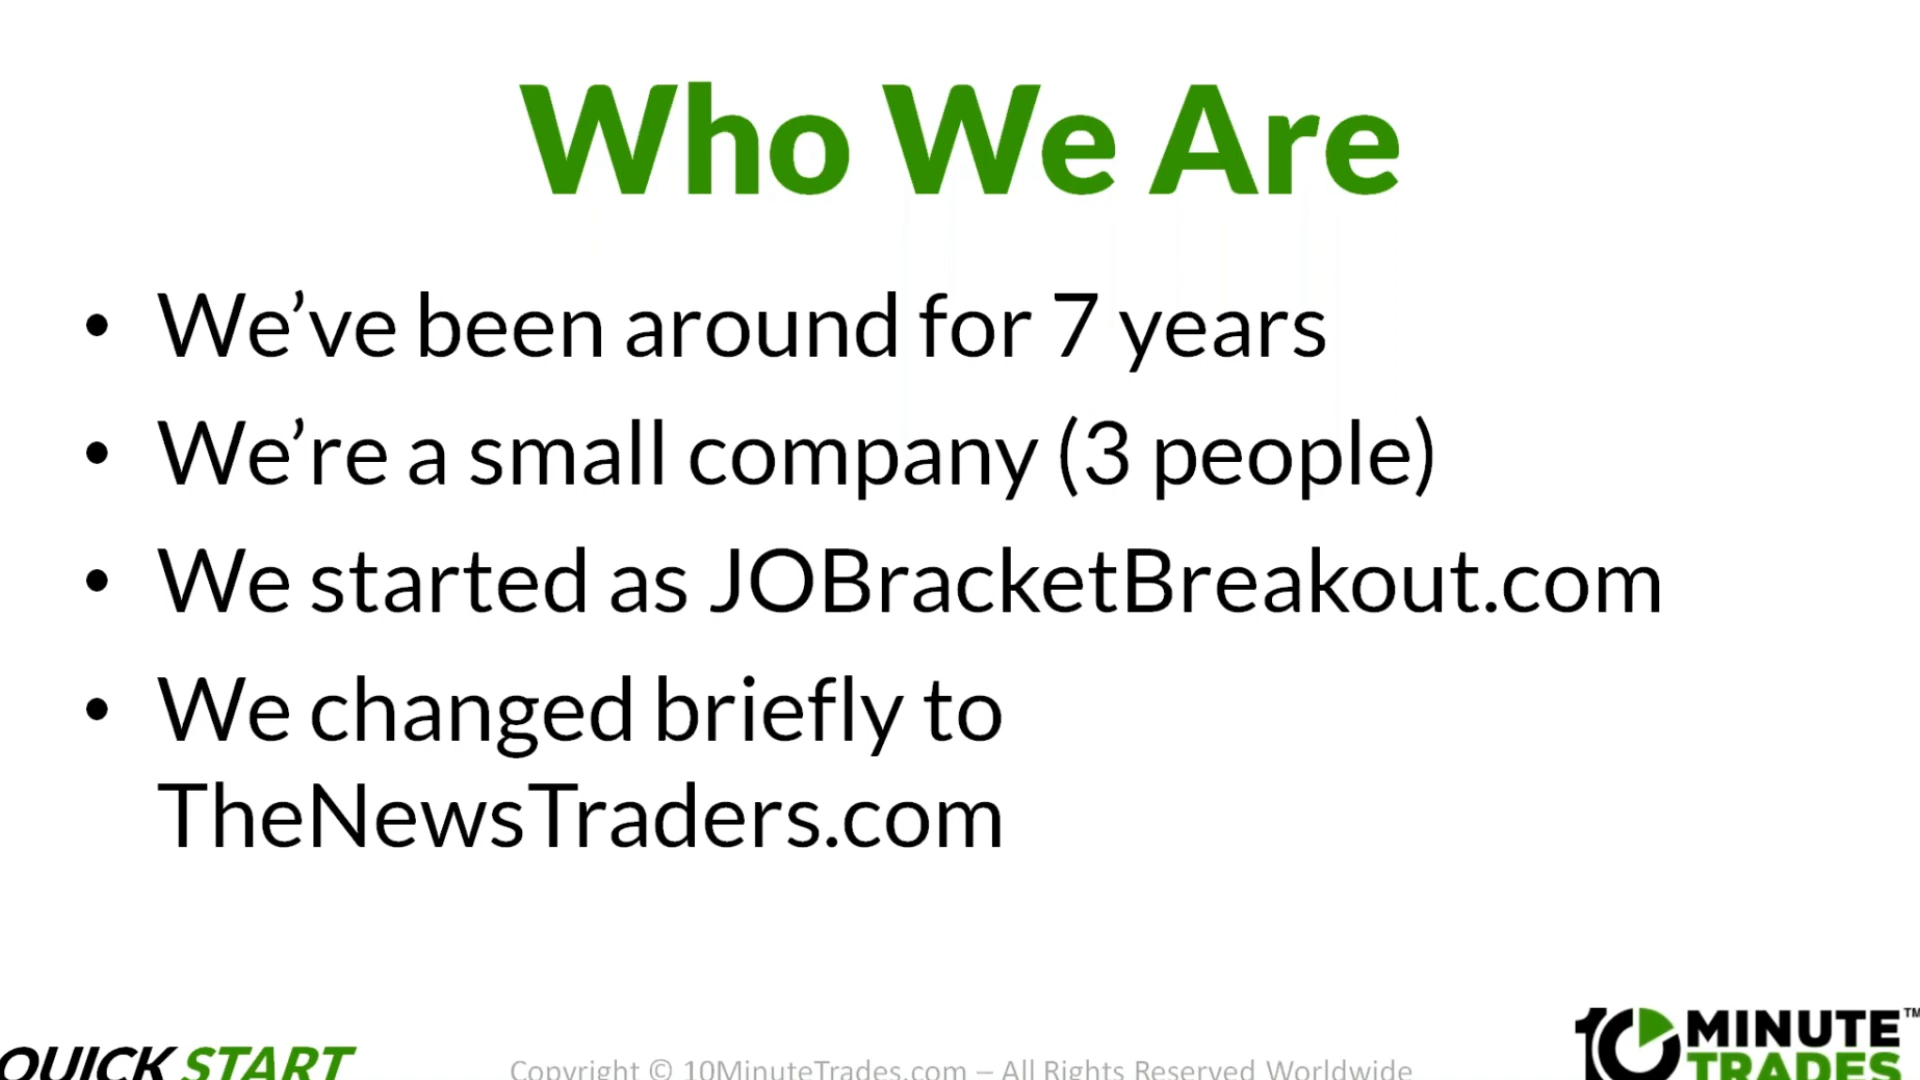 Who We Are
• We’ve been around for 7 years
• We’re a small company (3 people)
• We started as JOBracketBreakout.com
• We changed briefly to
TheNewsTraders.com
QUICK START
Copyright © 10MinuteTrades.com – All Rights Reserved Worldwide
10 MINUTE™
TRADES